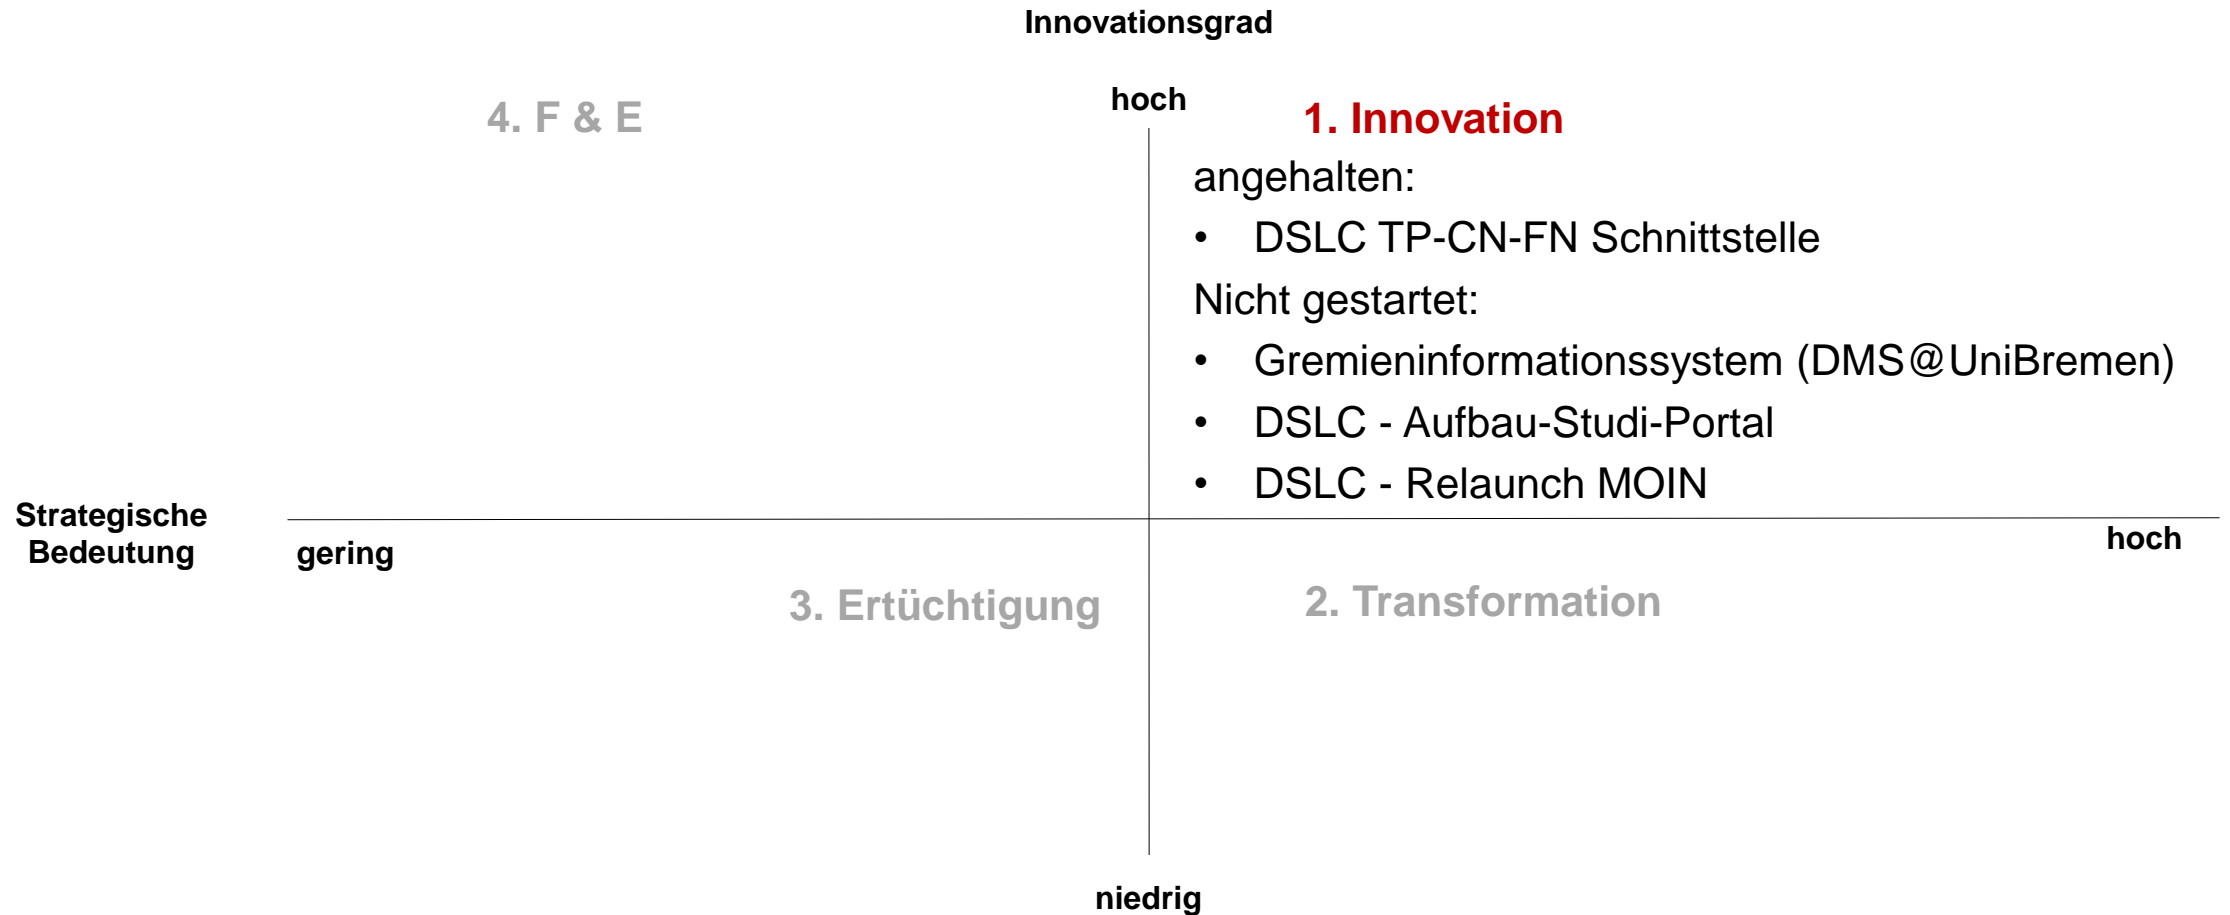 Innovationsgrad
hoch
4. F & E
1. Innovation
angehalten:
• DSLC TP-CN-FN Schnittstelle
Nicht gestartet:
• Gremieninformationssystem (DMS@UniBremen)
• DSLC - Aufbau-Studi-Portal
• DSLC - Relaunch MOIN
Strategische
Bedeutung
gering
hoch
3. Ertüchtigung
2. Transformation
niedrig